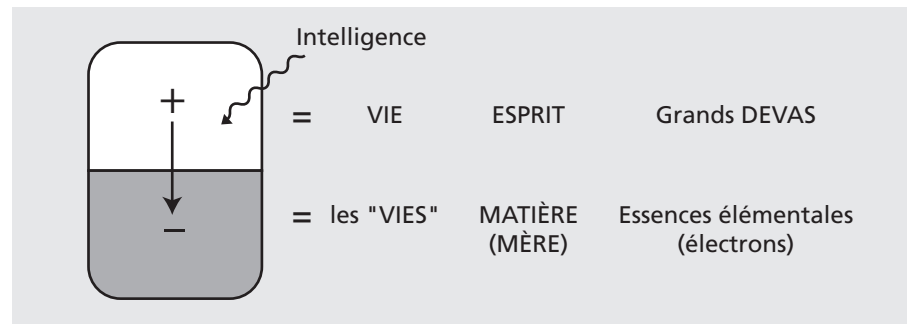 Intelligence
+
= VIE ESPRIT Grands DEVAS
–
= les "VIES" MATIÈRE Essences élémentales
(MÈRE) (électrons)